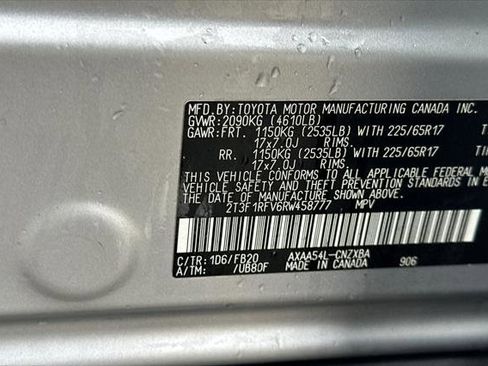 MFD. BY: TOYOTA MOTOR MANUFACTURING CANADA INC.
GVWR: 2090KG (4610LB)
GAWR: FRT. 1150KG (2535LB) WITH 225/65R17
17x7.0J RIMS.
RR. 1150KG (2535LB) WITH 225/65R17
17x7.0J RIMS.
THIS VEHICLE CONFORMS TO ALL APPLICABLE FEDERAL MO
VEHICLE SAFETY AND THEFT PREVENTION STANDARDS IN E
THE DATE OF MANUFACTURE SHOWN ABOVE.
2T3F1RFV6RW458777 MPV
C/TR: 1D6/FB20 AXAA54L-CNZXBA
A/TM: /UB80F MADE IN CANADA 906